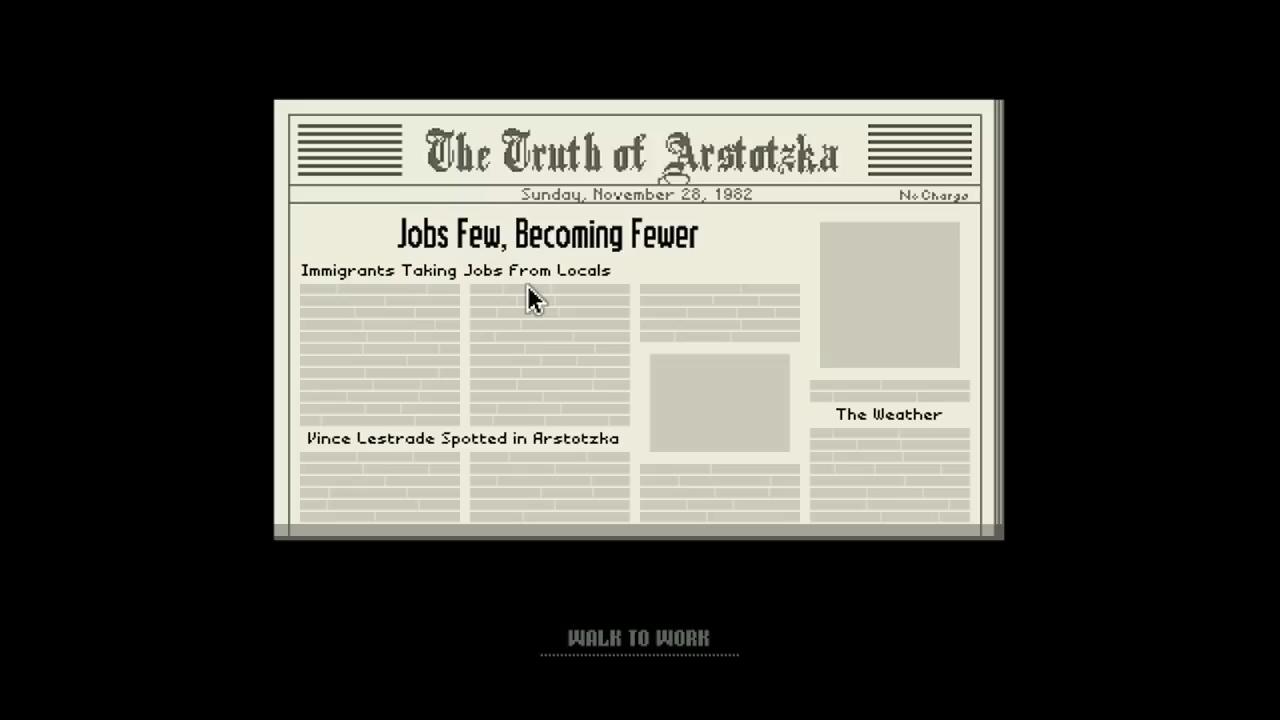 The Truth of Arstotzka
Sunday, November 28, 1982
No Charge
Jobs Few, Becoming Fewer
Immigrants Taking Jobs From Locals
The Weather
Vince Lestrade Spotted in Arstotzka
WALK TO WORK